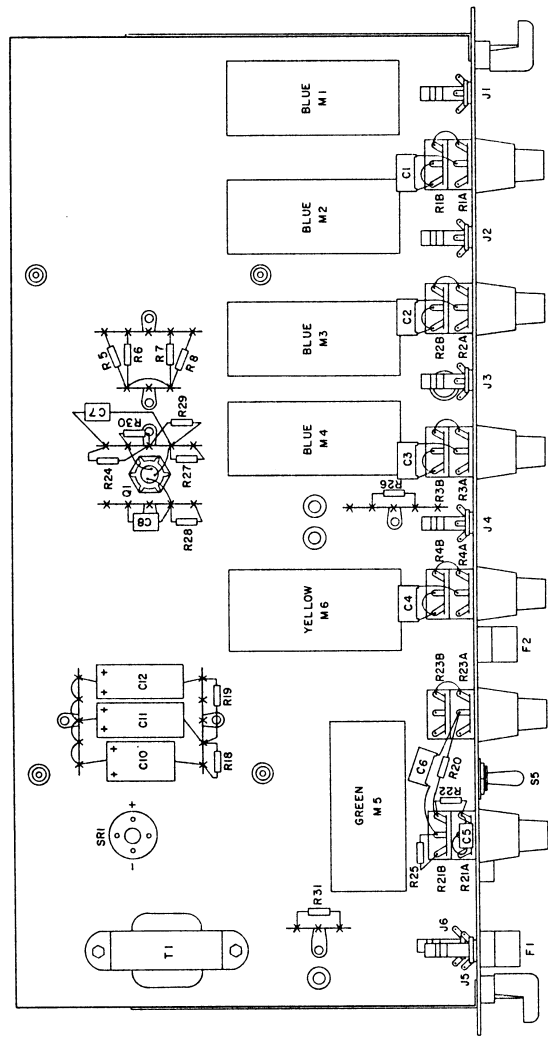 BLUE
M1
J1
C1
R1B
R1A
BLUE
M2
J2
C2
R2B
R2A
BLUE
M3
J3
R5
R6
R7
R8
C7
R30
R29
R24
Q1
R27
C8
R28
BLUE
M4
C3
R3B
R3A
R26
J4
R4B
R4A
YELLOW
M6
C4
F2
R23B
R23A
C12
C11
C10
R19
R18
+
+
+
SR1
+
-
GREEN
M5
C6
R20
S5
R22
C5
R25
R21B
R21A
T1
R31
J6
J5
F1